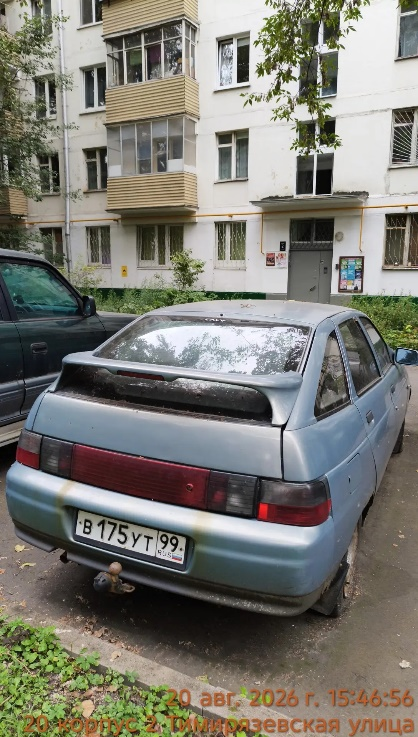 В 175 УТ 99
RUS
20 авг. 2026 г. 15:46:56
20 корпус 2 Тимирязевская улица